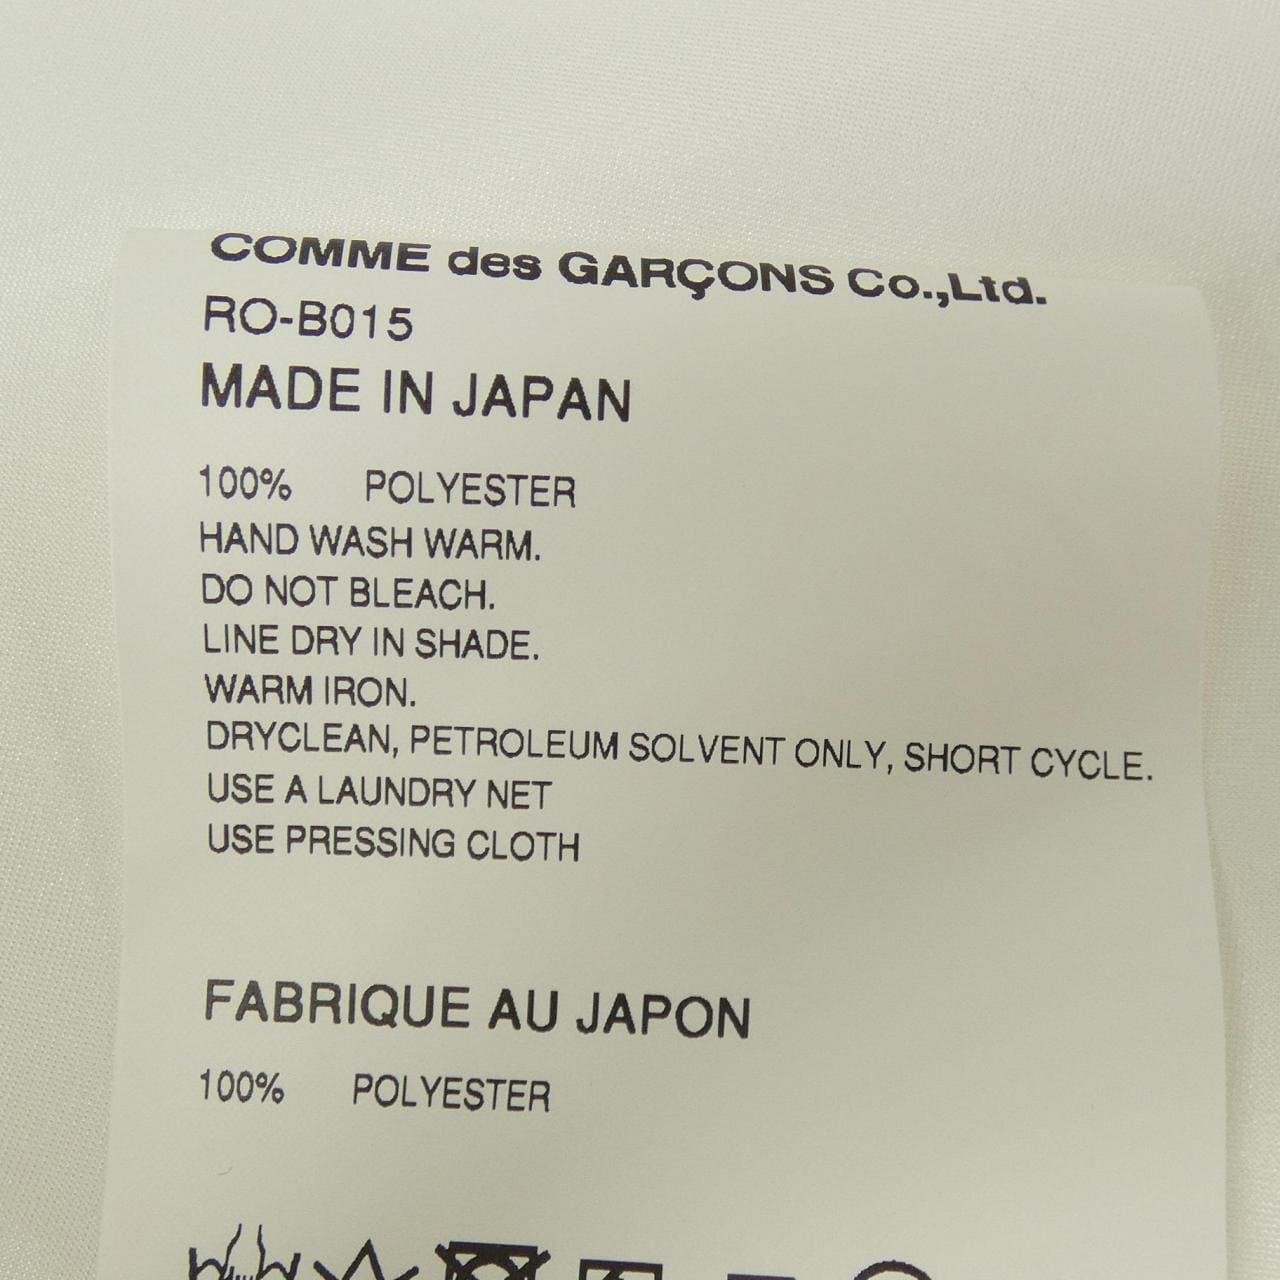 COMME des GARÇONS Co.,Ltd.
RO-B015
MADE IN JAPAN
100% POLYESTER
HAND WASH WARM.
DO NOT BLEACH.
LINE DRY IN SHADE.
WARM IRON.
DRYCLEAN, PETROLEUM SOLVENT ONLY, SHORT CYCLE.
USE A LAUNDRY NET
USE PRESSING CLOTH
FABRIQUE AU JAPON
100% POLYESTER